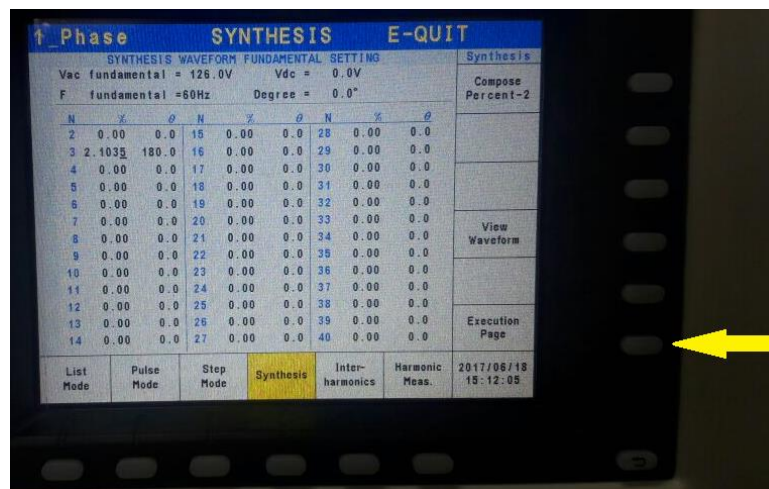 ↑_Phase SYNTHESIS E-QUIT
SYNTHESIS WAVEFORM FUNDAMENTAL SETTING
Vac fundamental = 126.0V Vdc = 0.0V
F fundamental =60Hz Degree = 0.0°
N % θ N % θ N % θ
2 0.00 0.0 15 0.00 0.0 28 0.00 0.0
3 2.1035 180.0 16 0.00 0.0 29 0.00 0.0
4 0.00 0.0 17 0.00 0.0 30 0.00 0.0
5 0.00 0.0 18 0.00 0.0 31 0.00 0.0
6 0.00 0.0 19 0.00 0.0 32 0.00 0.0
7 0.00 0.0 20 0.00 0.0 33 0.00 0.0
8 0.00 0.0 21 0.00 0.0 34 0.00 0.0
9 0.00 0.0 22 0.00 0.0 35 0.00 0.0
10 0.00 0.0 23 0.00 0.0 36 0.00 0.0
11 0.00 0.0 24 0.00 0.0 37 0.00 0.0
12 0.00 0.0 25 0.00 0.0 38 0.00 0.0
13 0.00 0.0 26 0.00 0.0 39 0.00 0.0
14 0.00 0.0 27 0.00 0.0 40 0.00 0.0
Synthesis
Compose
Percent-2
View
Waveform
Execution
Page
List
Mode
Pulse
Mode
Step
Mode
Synthesis
Inter-
harmonics
Harmonic
Meas.
2017/06/18
15:12:05